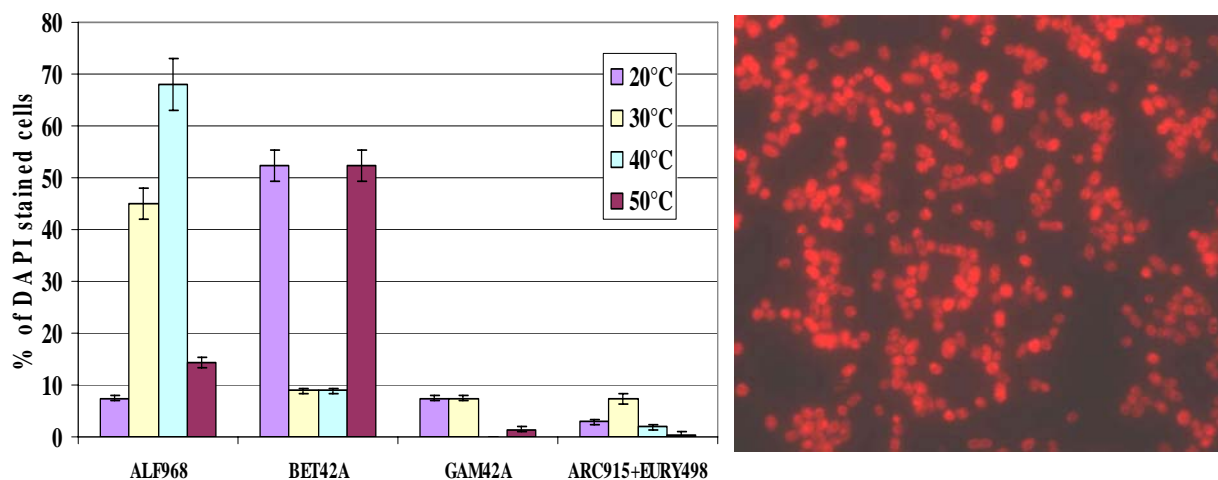 % of DAPI stained cells
80
70
60
50
40
30
20
10
0
20°C
30°C
40°C
50°C
ALF968 BET42A GAM42A ARC915+EURY498